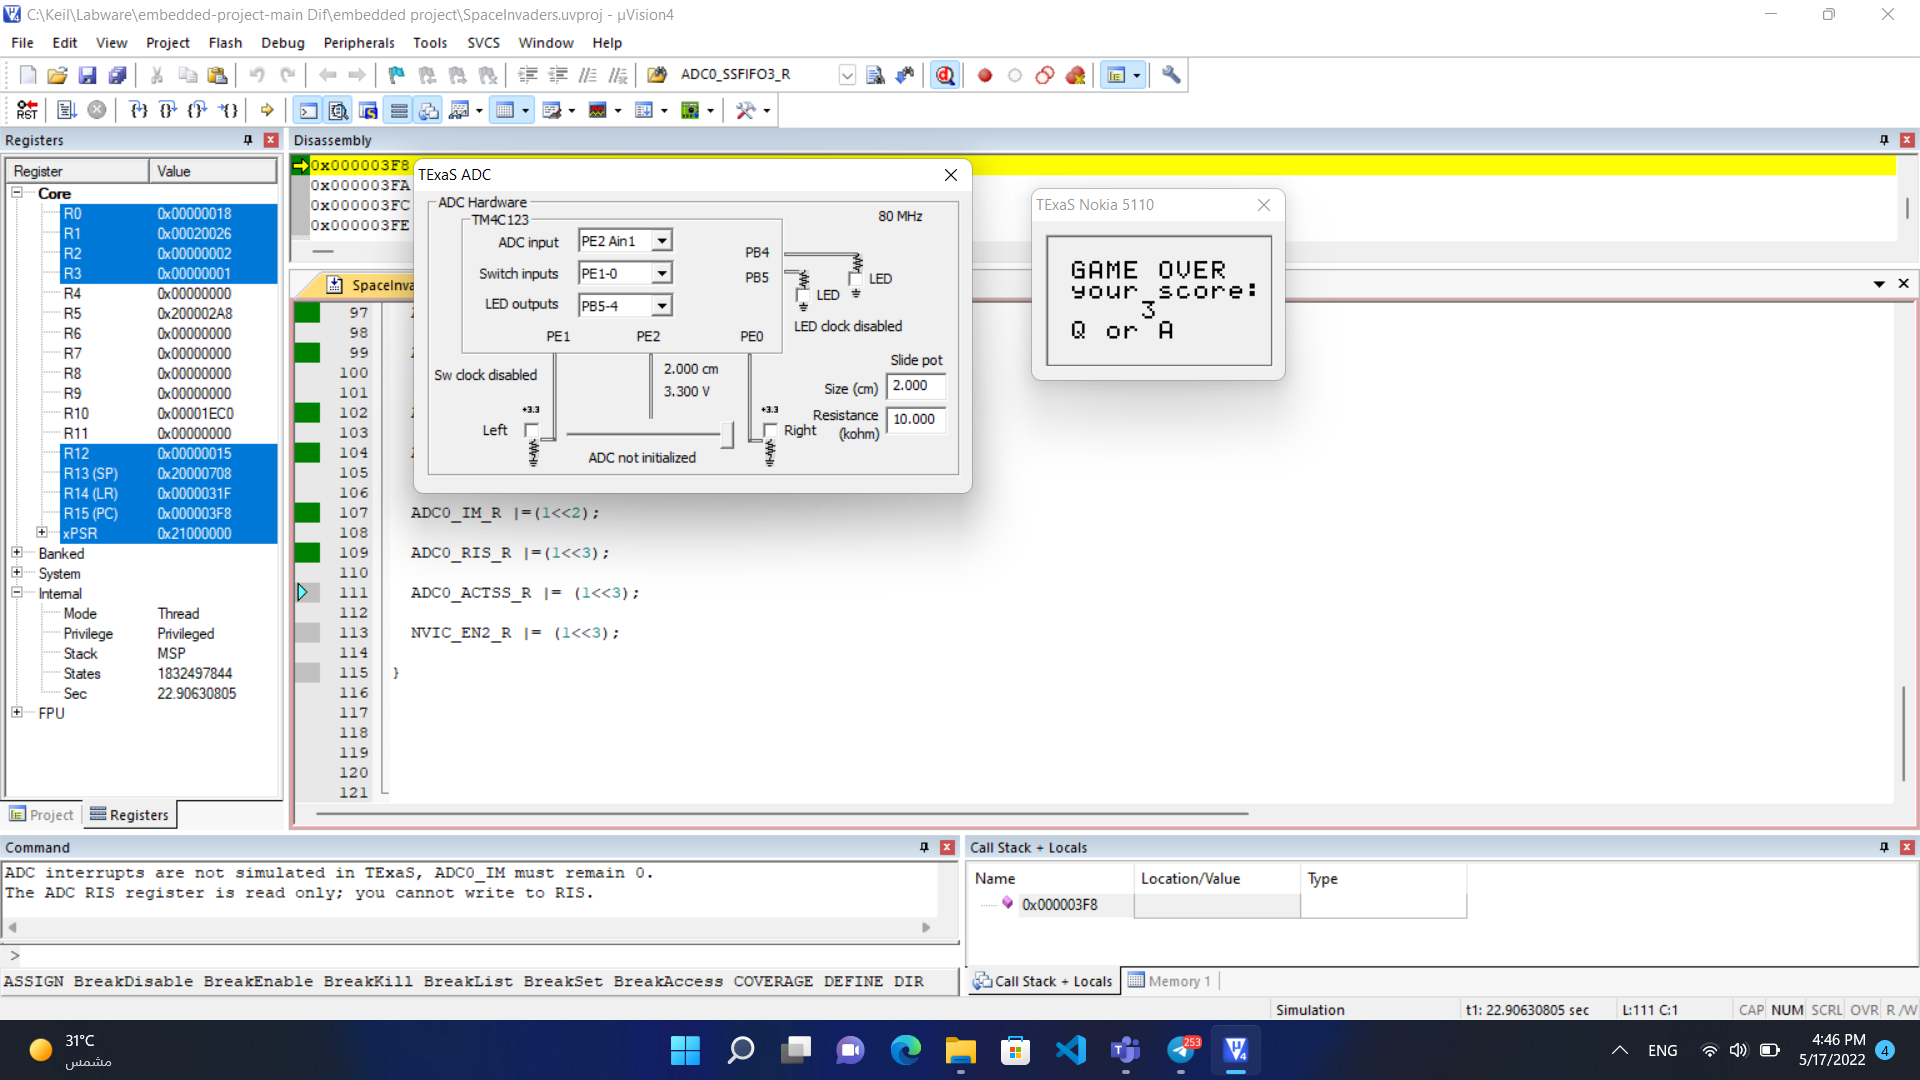 C:\Keil\Labware\embedded-project-main Dif\embedded project\SpaceInvaders.uvproj - µVision4
File Edit View Project Flash Debug Peripherals Tools SVCS Window Help
ADC0_SSFIFO3_R
RST
Registers
Register Value
Core
R0 0x00000018
R1 0x00020026
R2 0x00000002
R3 0x00000001
R4 0x00000000
R5 0x200002A8
R6 0x00000000
R7 0x00000000
R8 0x00000000
R9 0x00000000
R10 0x00001EC0
R11 0x00000000
R12 0x00000015
R13 (SP) 0x20000708
R14 (LR) 0x0000031F
R15 (PC) 0x000003F8
xPSR 0x21000000
Banked
System
Internal
Mode Thread
Privilege Privileged
Stack MSP
States 1832497844
Sec 22.90630805
FPU
Project Registers
Disassembly
0x000003F8
0x000003FA
0x000003FC
0x000003FE
SpaceInva
TExaS ADC
ADC Hardware
TM4C123
80 MHz
ADC input PE2 Ain1
Switch inputs PE1-0
LED outputs PB5-4
PB4
PB5
LED
LED
LED clock disabled
PE1 PE2 PE0
Sw clock disabled
2.000 cm
3.300 V
Slide pot
Size (cm) 2.000
Resistance (kohm) 10.000
+3.3 +3.3
Left Right
ADC not initialized
TExaS Nokia 5110
GAME OVER
your score:
3
Q or A
97
98
99
100
101
102
103
104
105
106
107 ADC0_IM_R |=(1<<2);
108
109 ADC0_RIS_R |=(1<<3);
110
111 ADC0_ACTSS_R |= (1<<3);
112
113 NVIC_EN2_R |= (1<<3);
114
115 }
116
117
118
119
120
121
Command
ADC interrupts are not simulated in TExaS, ADC0_IM must remain 0.
The ADC RIS register is read only; you cannot write to RIS.
>
ASSIGN BreakDisable BreakEnable BreakKill BreakList BreakSet BreakAccess COVERAGE DEFINE DIR
Call Stack + Locals
Name Location/Value Type
0x000003F8
Call Stack + Locals Memory 1
Simulation t1: 22.90630805 sec L:111 C:1 CAP NUM SCRL OVR R/W
31°C
مشمس
253
ENG
4:46 PM
5/17/2022
4